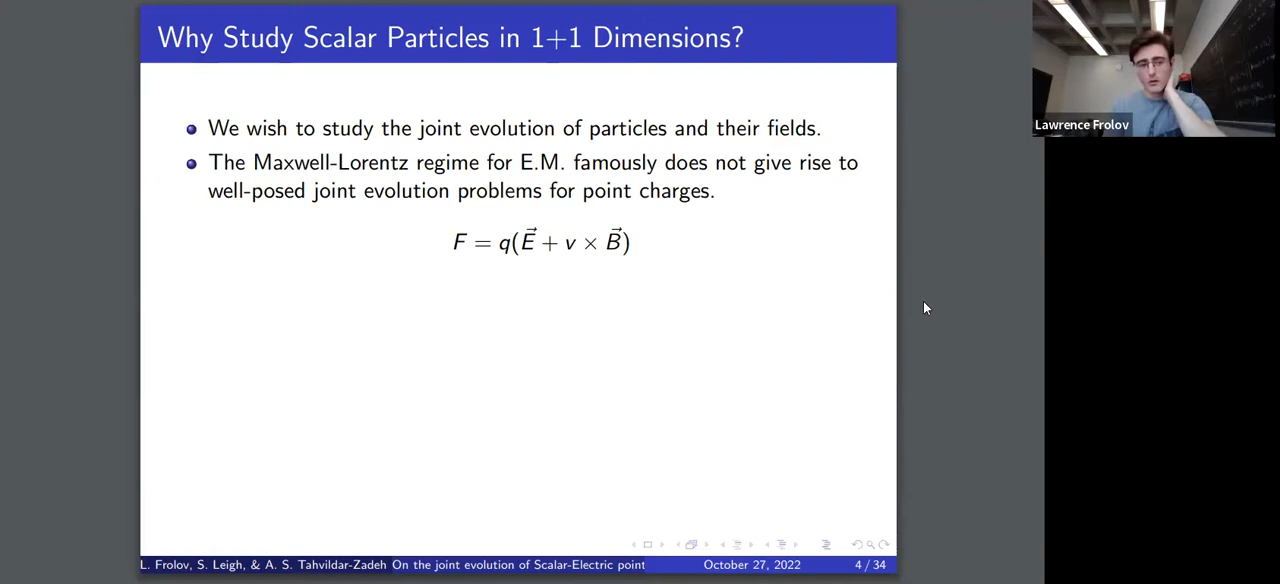 Why Study Scalar Particles in 1+1 Dimensions?
Lawrence Frolov
We wish to study the joint evolution of particles and their fields.
The Maxwell-Lorentz regime for E.M. famously does not give rise to
well-posed joint evolution problems for point charges.
F = q(E⃗ + v × B⃗)
L. Frolov, S. Leigh, & A. S. Tahvildar-Zadeh On the joint evolution of Scalar-Electric point October 27, 2022 4 / 34